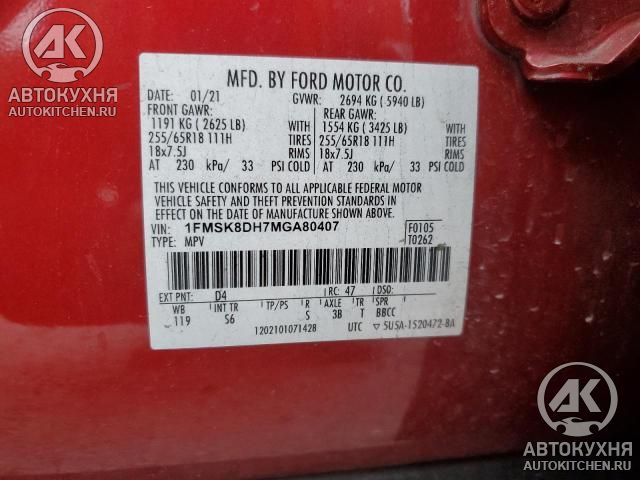 АК
АВТОКУХНЯ
AUTOKITCHEN.RU
MFD. BY FORD MOTOR CO.
DATE: 01/21 GVWR: 2694 KG ( 5940 LB)
FRONT GAWR: REAR GAWR:
1191 KG ( 2625 LB) WITH 1554 KG ( 3425 LB) WITH
255/65R18 111H TIRES 255/65R18 111H TIRES
18x7.5J RIMS 18x7.5J RIMS
AT 230 kPa/ 33 PSI COLD AT 230 kPa/ 33 PSI COLD
THIS VEHICLE CONFORMS TO ALL APPLICABLE FEDERAL MOTOR
VEHICLE SAFETY AND THEFT PREVENTION STANDARDS IN
EFFECT ON THE DATE OF MANUFACTURE SHOWN ABOVE.
VIN: 1FMSK8DH7MGA80407 F0105
TYPE: MPV T0262
EXT PNT: D4 RC: 47 DSO:
WB INT TR TP/PS R AXLE TR SPR
119 S6 S 3B T BBCC
1202101071428 UTC 5U5A-1520472-BA
АК
АВТОКУХНЯ
AUTOKITCHEN.RU